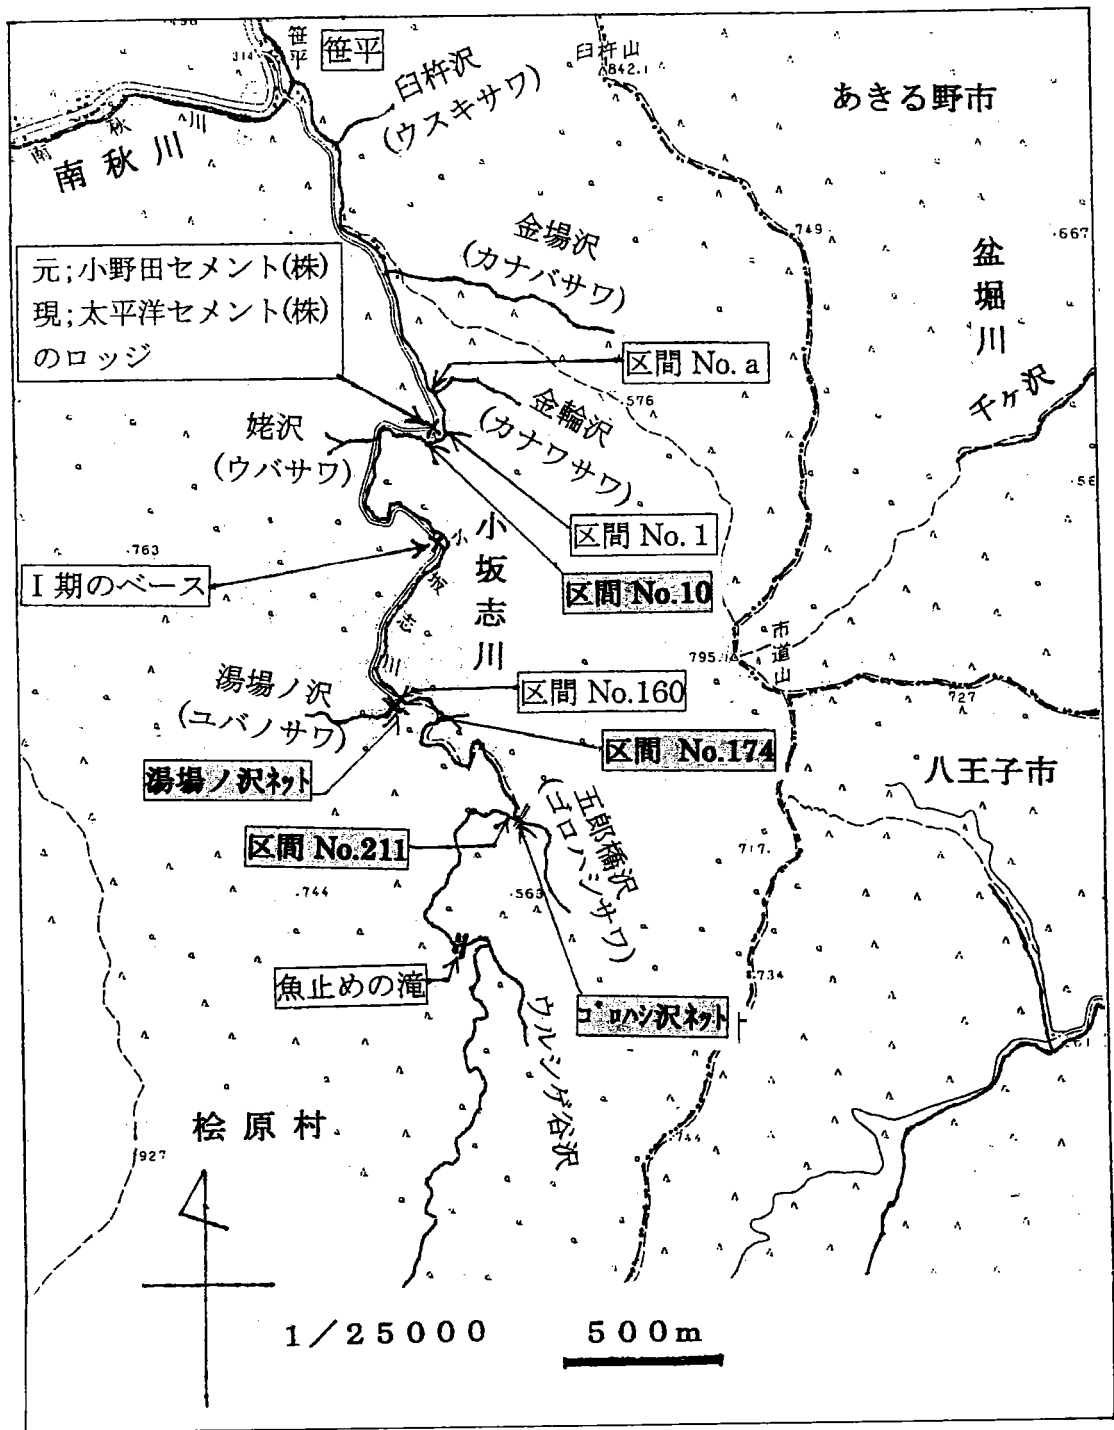 314
笹平
笹平
臼杵沢
(ウスキサワ)
臼杵山
842.1
あきる野市
南秋川
南秋川
金場沢
(カナバサワ)
749
667
盆堀川
元;小野田セメント(株)
現;太平洋セメント(株)
のロッジ
区間 No. a
576
金輪沢
(カナワサワ)
千ヶ沢
姥沢
(ウバサワ)
区間 No. 1
763
小坂志川
小坂志川
Ⅰ期のベース
区間 No.10
市道山
795.1
湯場ノ沢
(ユバノサワ)
区間 No.160
727
区間 No.174
湯場ノ沢ネット
八王子市
五郎橋沢
(ゴロハシサワ)
区間 No.211
717
744
563
魚止めの滝
734
ゴロハシ沢ネット
ウルシゲ谷沢
桧原村
744
927
1/25000
500m